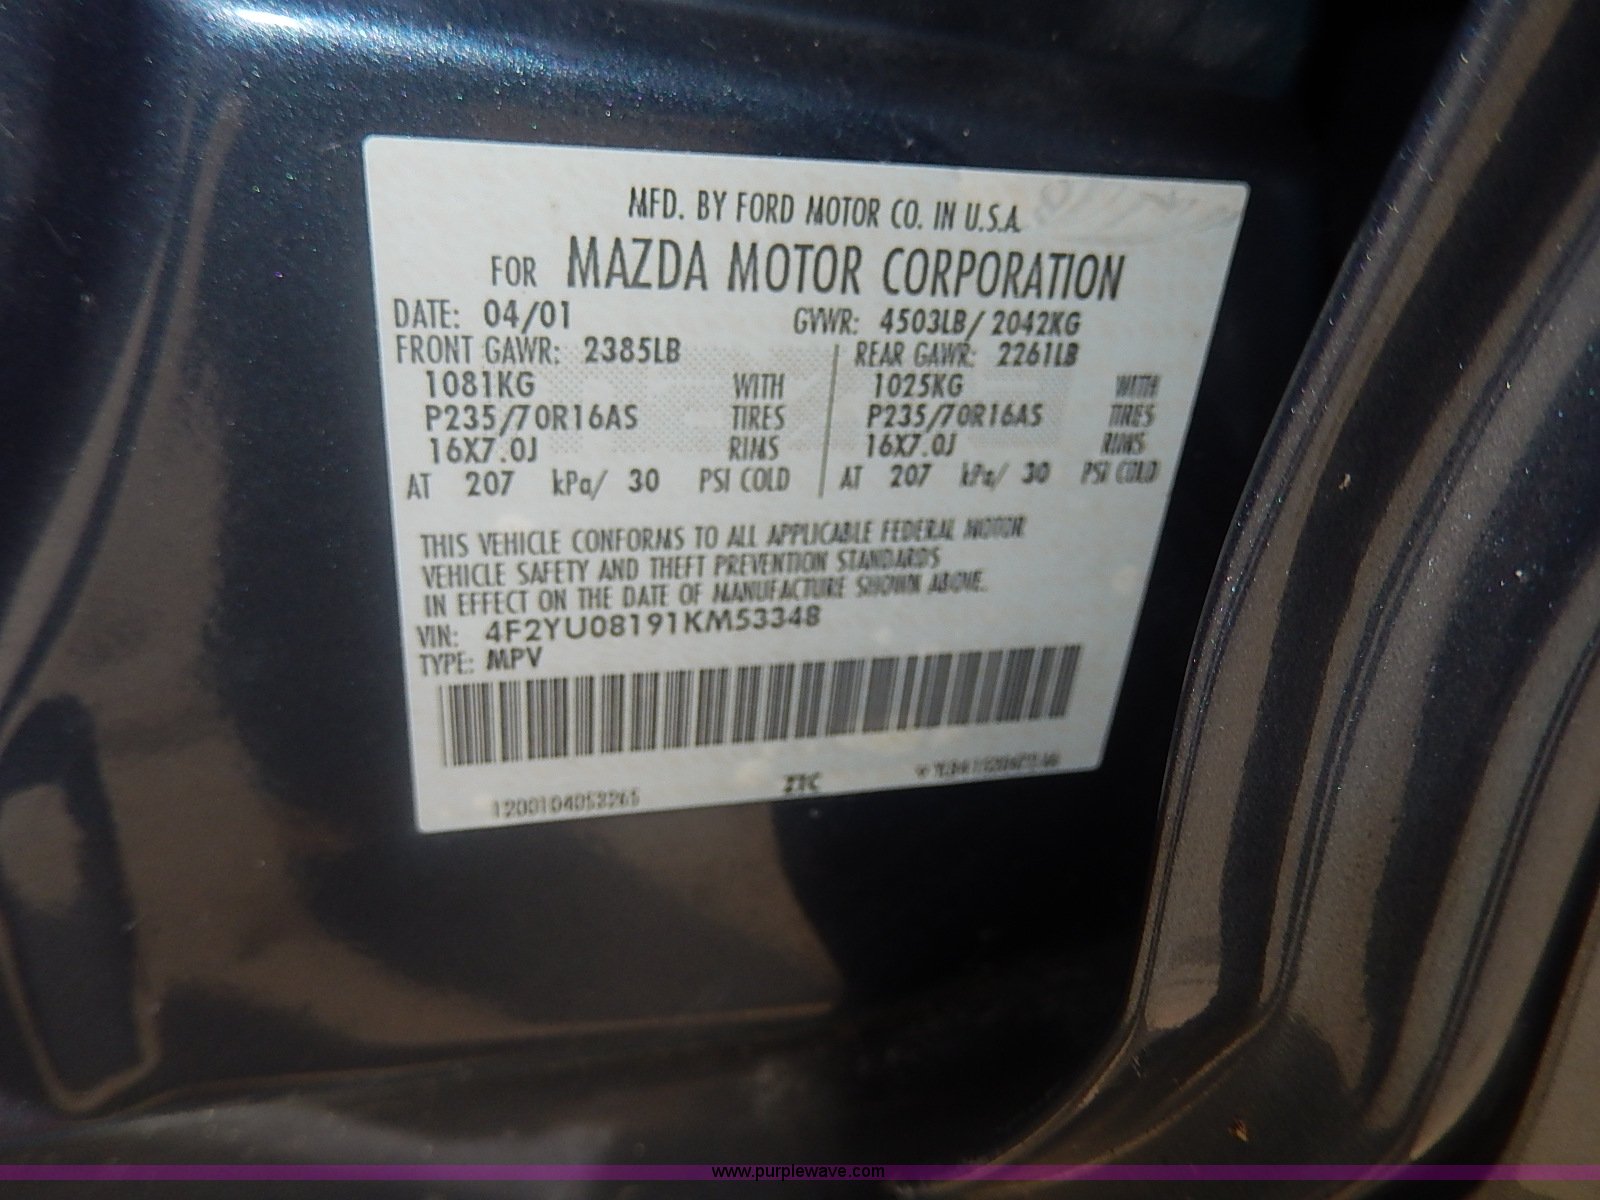 MFD. BY FORD MOTOR CO. IN U.S.A.
FOR MAZDA MOTOR CORPORATION
DATE: 04/01 GVWR: 4503LB/ 2042KG
FRONT GAWR: 2385LB REAR GAWR: 2261LB
1081KG WITH 1025KG WITH
P235/70R16AS TIRES P235/70R16AS TIRES
16X7.0J RIMS 16X7.0J RIMS
AT 207 kPa/ 30 PSI COLD AT 207 kPa/ 30 PSI COLD
THIS VEHICLE CONFORMS TO ALL APPLICABLE FEDERAL MOTOR
VEHICLE SAFETY AND THEFT PREVENTION STANDARDS
IN EFFECT ON THE DATE OF MANUFACTURE SHOWN ABOVE.
VIN: 4F2YU08191KM53348
TYPE: MPV
1200104053265
www.purplewave.com